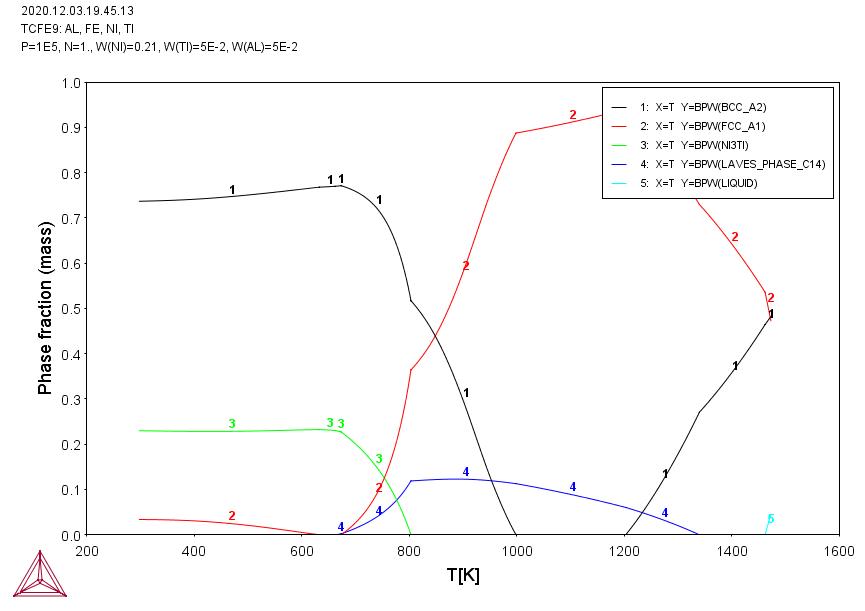 2020.12.03.19.45.13
TCFE9: AL, FE, NI, TI
P=1E5, N=1., W(NI)=0.21, W(TI)=5E-2, W(AL)=5E-2
1: X=T Y=BPW(BCC_A2)
2: X=T Y=BPW(FCC_A1)
3: X=T Y=BPW(NI3TI)
4: X=T Y=BPW(LAVES_PHASE_C14)
5: X=T Y=BPW(LIQUID)
Phase fraction (mass)
1.0
0.9
0.8
0.7
0.6
0.5
0.4
0.3
0.2
0.1
0.0
2
1 1 1 1
2
2 2
1
1 1
3 3 3
3
4
2 4
1
2 4 4 4 5
200 400 600 800 1000 1200 1400 1600
T[K]